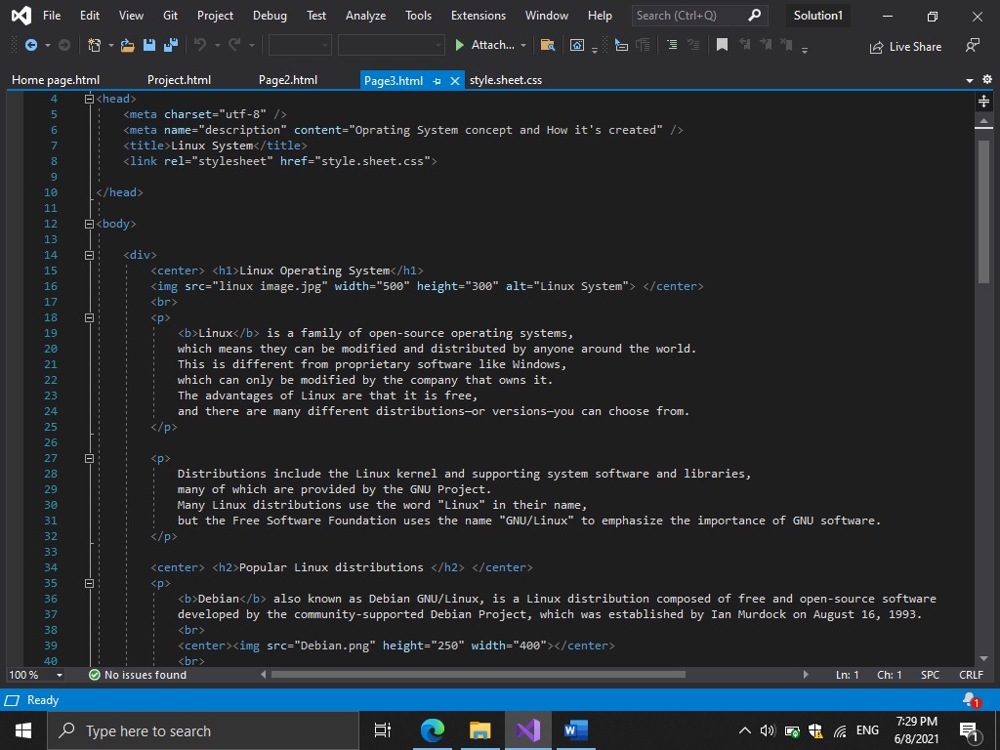 File Edit View Git Project Debug Test Analyze Tools Extensions Window Help Search (Ctrl+Q) Solution1
Attach... Live Share
Home page.html Project.html Page2.html Page3.html style.sheet.css
4 <head>
5 <meta charset="utf-8" />
6 <meta name="description" content="Oprating System concept and How it's created" />
7 <title>Linux System</title>
8 <link rel="stylesheet" href="style.sheet.css">
9
10 </head>
11
12 <body>
13
14 <div>
15 <center> <h1>Linux Operating System</h1>
16 <img src="linux image.jpg" width="500" height="300" alt="Linux System"> </center>
17 <br>
18 <p>
19 <b>Linux</b> is a family of open-source operating systems,
20 which means they can be modified and distributed by anyone around the world.
21 This is different from proprietary software like Windows,
22 which can only be modified by the company that owns it.
23 The advantages of Linux are that it is free,
24 and there are many different distributions—or versions—you can choose from.
25 </p>
26
27 <p>
28 Distributions include the Linux kernel and supporting system software and libraries,
29 many of which are provided by the GNU Project.
30 Many Linux distributions use the word "Linux" in their name,
31 but the Free Software Foundation uses the name "GNU/Linux" to emphasize the importance of GNU software.
32 </p>
33
34 <center> <h2>Popular Linux distributions </h2> </center>
35 <p>
36 <b>Debian</b> also known as Debian GNU/Linux, is a Linux distribution composed of free and open-source software
37 developed by the community-supported Debian Project, which was established by Ian Murdock on August 16, 1993.
38 <br>
39 <center><img src="Debian.png" height="250" width="400"></center>
40 <br>
100 % No issues found Ln: 1 Ch: 1 SPC CRLF
Ready 1
Type here to search ENG 7:29 PM
6/8/2021 1